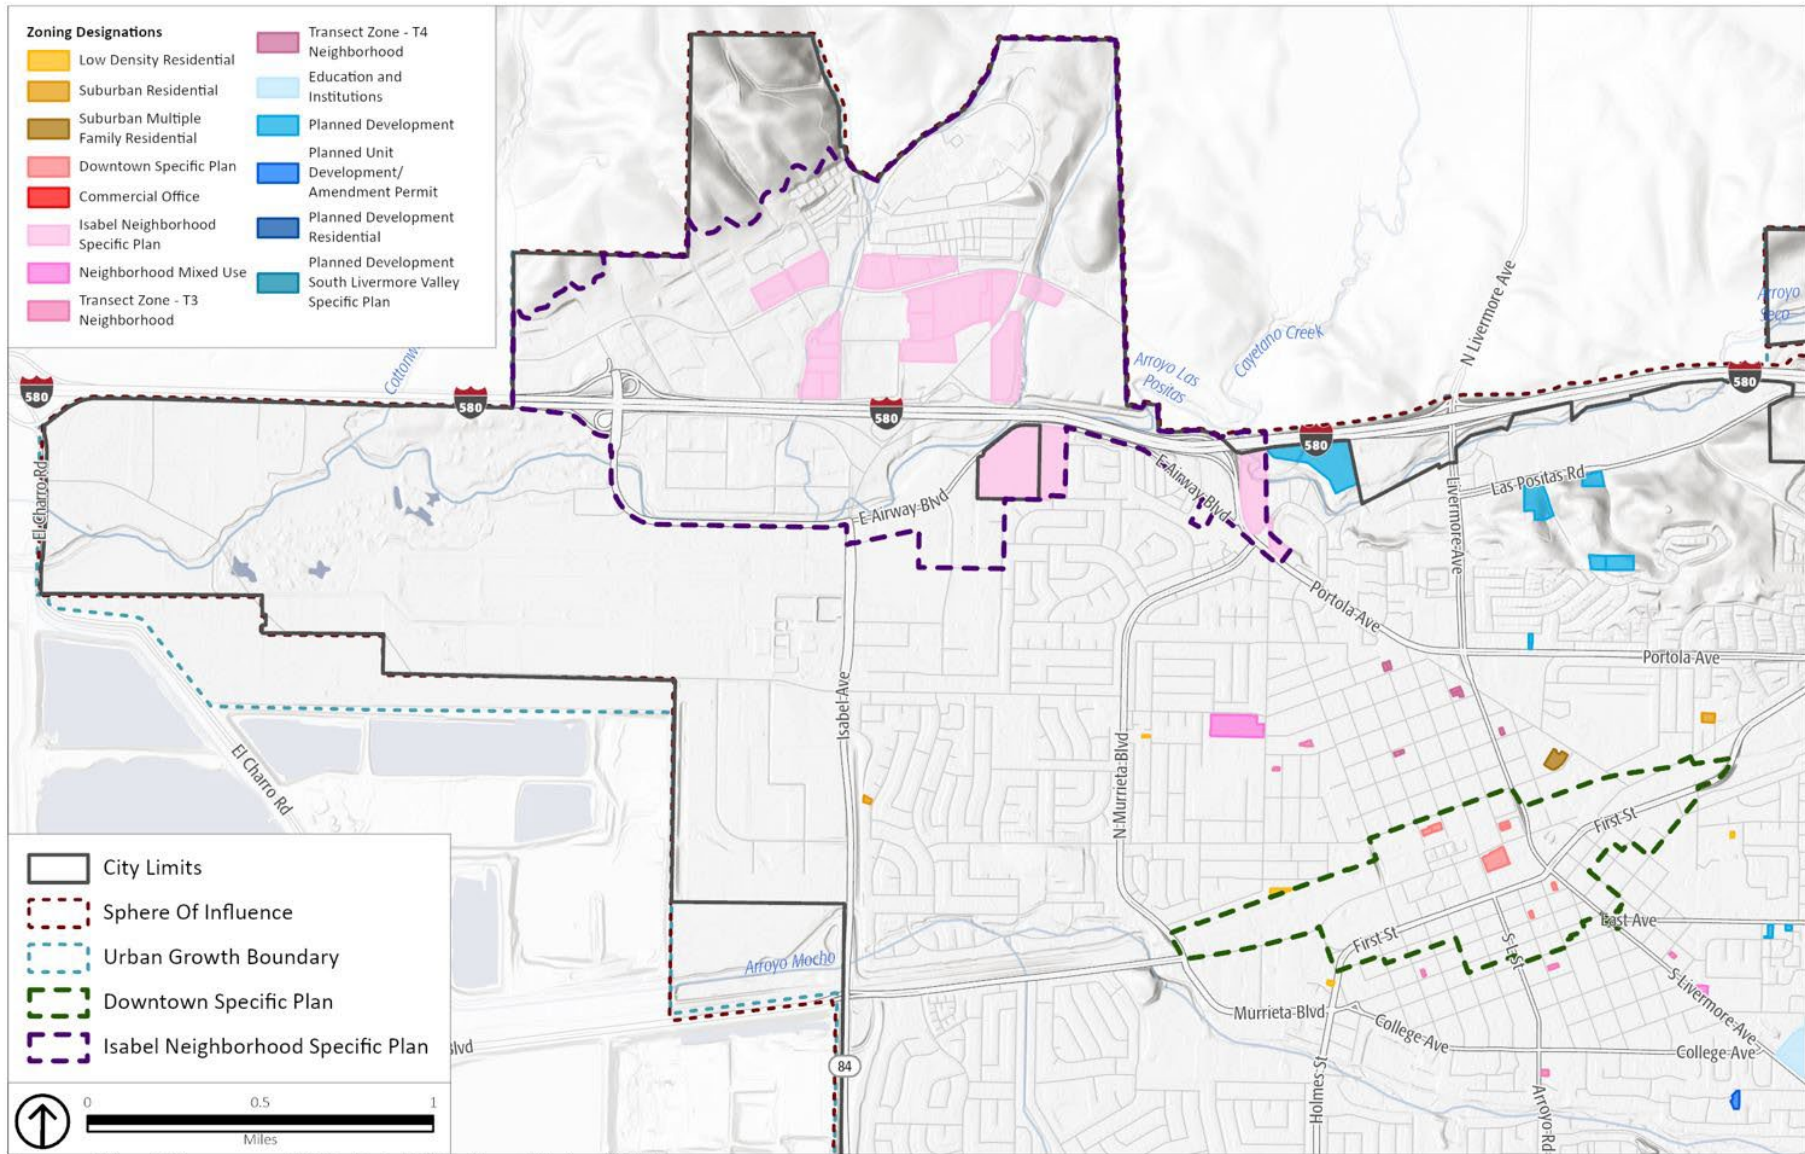 Zoning Designations
Low Density Residential
Suburban Residential
Suburban Multiple
Family Residential
Downtown Specific Plan
Commercial Office
Isabel Neighborhood
Specific Plan
Neighborhood Mixed Use
Transect Zone - T3
Neighborhood
Transect Zone - T4
Neighborhood
Education and
Institutions
Planned Development
Planned Unit
Development/
Amendment Permit
Planned Development
Residential
Planned Development
South Livermore Valley
Specific Plan
580
580
580
580
580
Arroyo Las
Positas
Cayetano Creek
N Livermore Ave
Arroyo
Seco
El Charro Rd
E Airway Blvd
E Airway Blvd
Las Positas Rd
Livermore Ave
Portola Ave
Portola Ave
Isabel Ave
N Murrieta Blvd
El Charro Rd
First St
First St
East Ave
S L St
S Livermore Ave
Arroyo Mocho
Murrieta Blvd
College Ave
College Ave
Holmes St
Arroyo Rd
84
City Limits
Sphere Of Influence
Urban Growth Boundary
Downtown Specific Plan
Isabel Neighborhood Specific Plan
Blvd
0 0.5 1
Miles